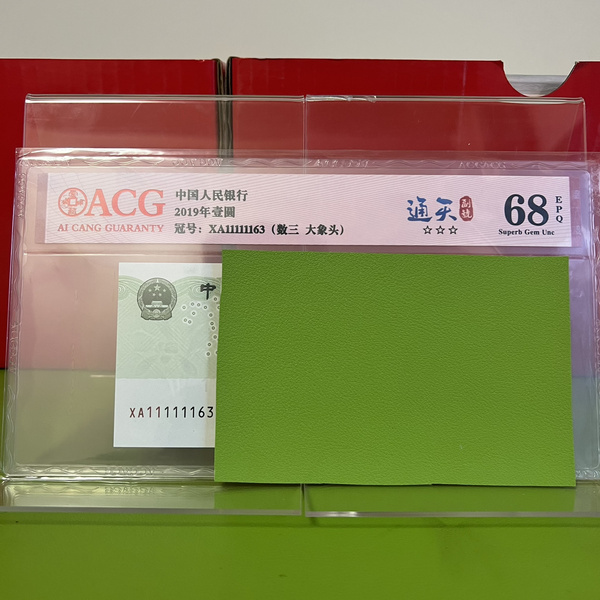 ACG
AI CANG GUARANTY
中国人民银行
2019年壹圆
冠号：XA11111163（数三 大象头）
通天
☆☆☆
68
EPQ
Superb Gem Unc
中
XA11111163